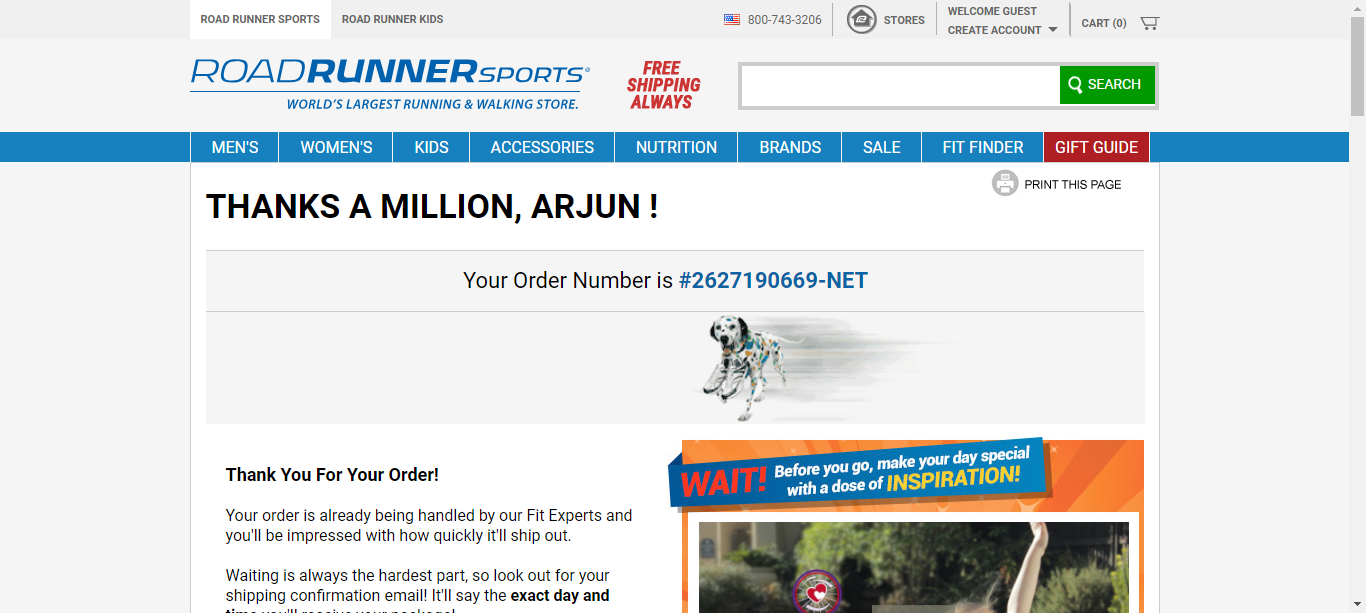 ROAD RUNNER SPORTS
ROAD RUNNER KIDS
800-743-3206
STORES
WELCOME GUEST
CREATE ACCOUNT
CART (0)
ROADRUNNERSPORTS®
WORLD'S LARGEST RUNNING & WALKING STORE.
FREE
SHIPPING
ALWAYS
SEARCH
MEN'S
WOMEN'S
KIDS
ACCESSORIES
NUTRITION
BRANDS
SALE
FIT FINDER
GIFT GUIDE
PRINT THIS PAGE
THANKS A MILLION, ARJUN !
Your Order Number is #2627190669-NET
Thank You For Your Order!
Your order is already being handled by our Fit Experts and
you'll be impressed with how quickly it'll ship out.
Waiting is always the hardest part, so look out for your
shipping confirmation email! It'll say the exact day and
time you'll receive your package!
WAIT! Before you go, make your day special
with a dose of INSPIRATION!